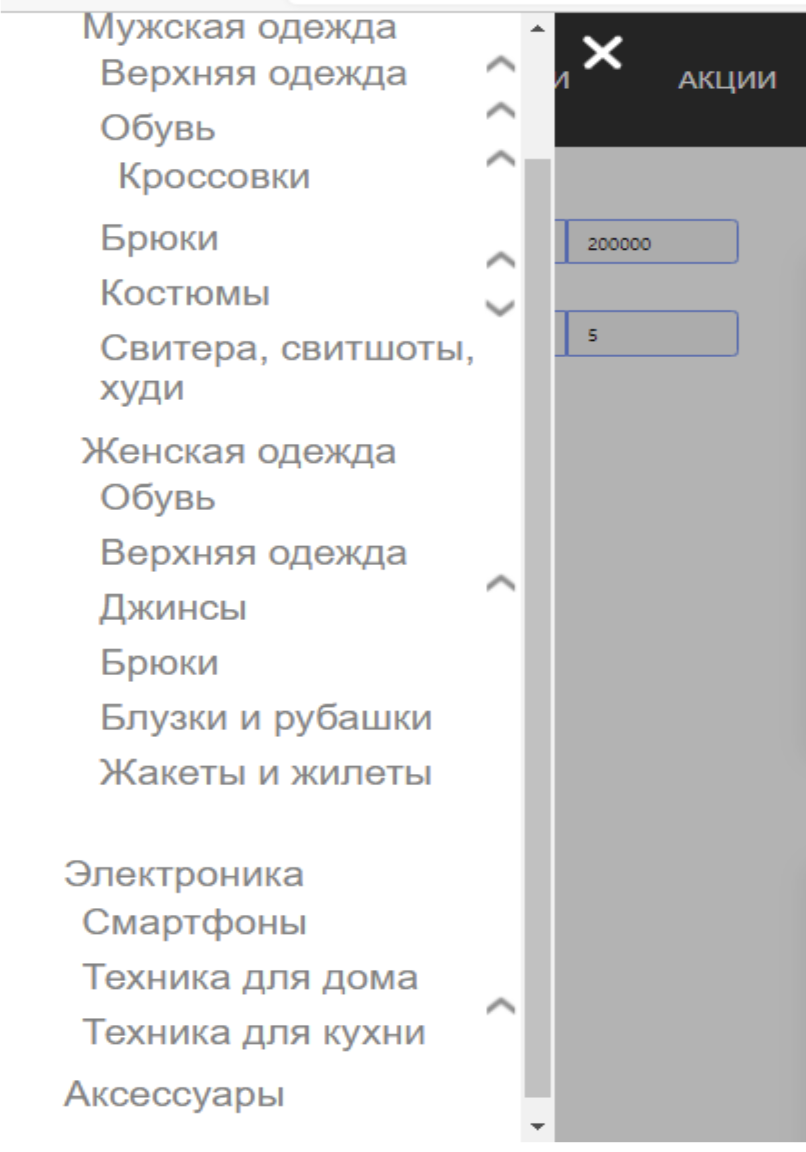 Мужская одежда
Верхняя одежда
И
АКЦИИ
Обувь
Кроссовки
Брюки
200000
Костюмы
Свитера, свитшоты,
5
худи
Женская одежда
Обувь
Верхняя одежда
Джинсы
Брюки
Блузки и рубашки
Жакеты и жилеты
Электроника
Смартфоны
Техника для дома
Техника для кухни
Аксессуары